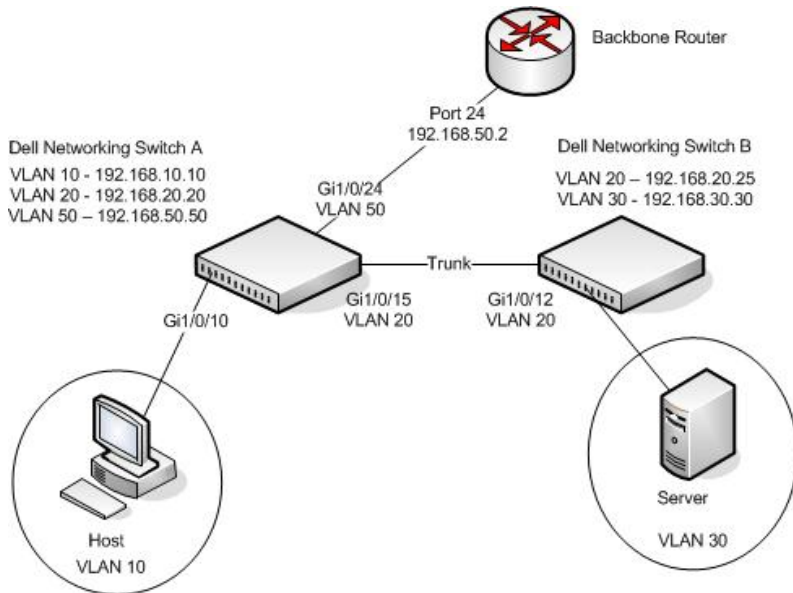 Backbone Router
Port 24
192.168.50.2
Dell Networking Switch A
VLAN 10 - 192.168.10.10
VLAN 20 - 192.168.20.20
VLAN 50 – 192.168.50.50
Dell Networking Switch B
VLAN 20 – 192.168.20.25
VLAN 30 - 192.168.30.30
Gi1/0/24
VLAN 50
Trunk
Gi1/0/15
VLAN 20
Gi1/0/12
VLAN 20
Gi1/0/10
Host
VLAN 10
Server
VLAN 30